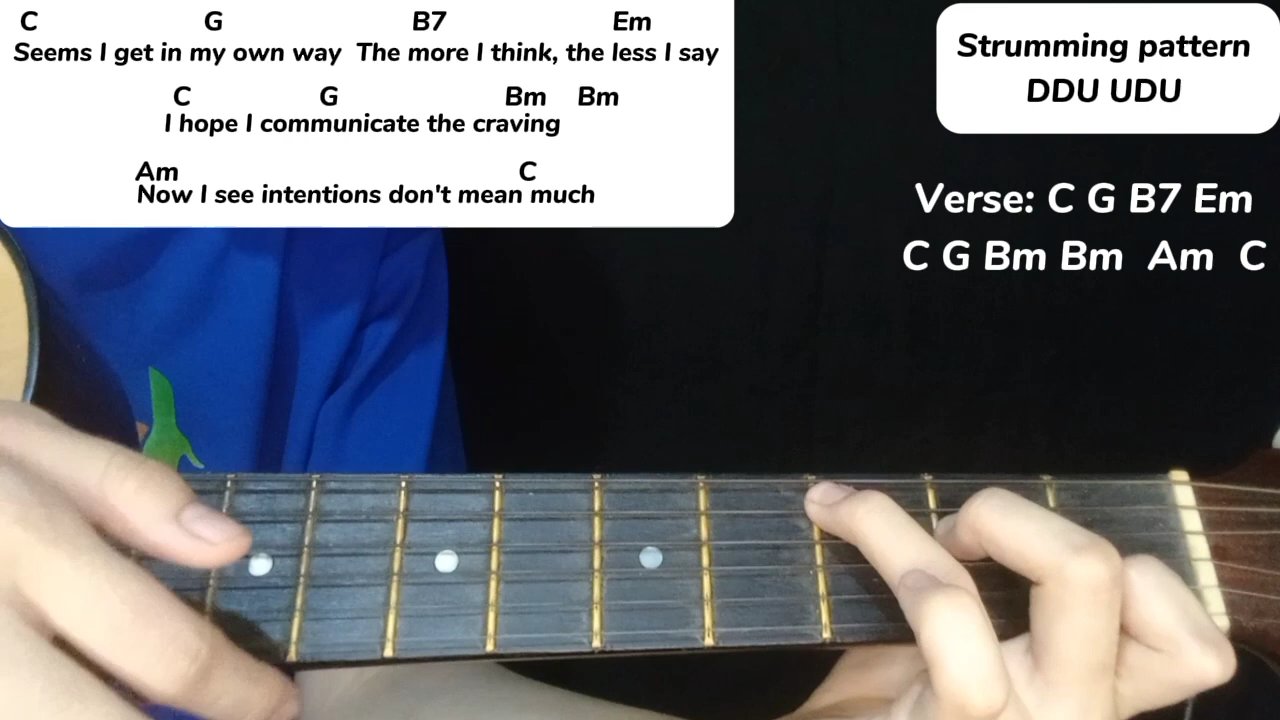 C G B7 Em
Seems I get in my own way The more I think, the less I say
C G Bm Bm
I hope I communicate the craving
Am C
Now I see intentions don't mean much
Strumming pattern
DDU UDU
Verse: C G B7 Em
C G Bm Bm Am C